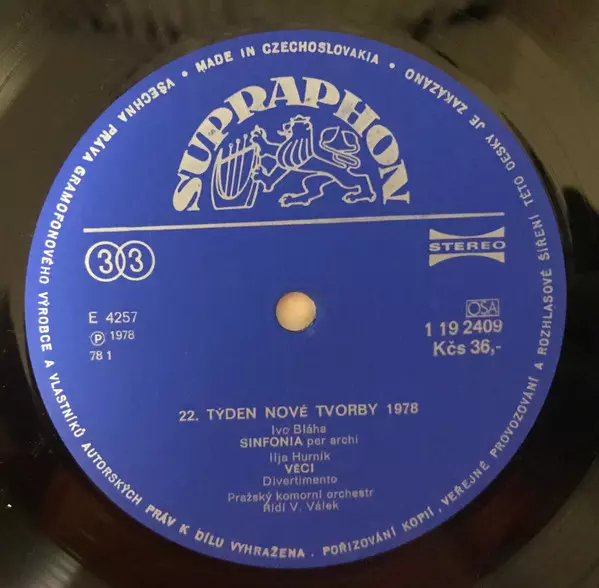 VŠECHNA PRÁVA GRAMOFONOVÉHO VÝROBCE A VLASTNÍKŮ AUTORSKÝCH PRÁV K DÍLU VYHRAŽENA. POŘIZOVÁNÍ KOPIÍ, VEŘEJNÉ PROVOZOVÁNÍ A ROZHLASOVÉ ŠÍŘENÍ TÉTO DESKY JE ZAKÁZÁNO • MADE IN CZECHOSLOVAKIA •
SUPRAPHON
33
STEREO
E 4257
OSA
Ⓟ 1978
1 19 2409
78 1
Kčs 36,-
22. TÝDEN NOVÉ TVORBY 1978
Ivo Bláha
SINFONIA per archi
Ilja Hurník
VĚCI
Divertimento
Pražský komorní orchestr
Řídí V. Válek